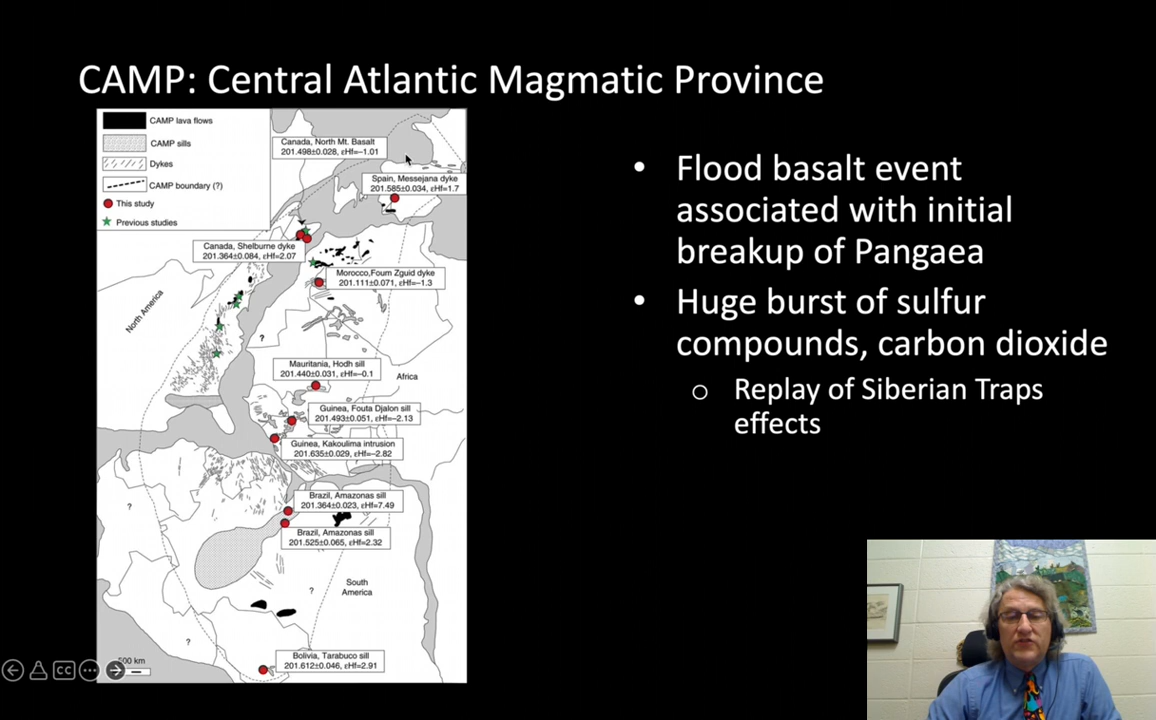 CAMP: Central Atlantic Magmatic Province
CAMP lava flows
CAMP sills
Dykes
CAMP boundary (?)
This study
Previous studies
Canada, North Mt. Basalt
201.498±0.028, εHf=–1.01
Spain, Messejana dyke
201.585±0.034, εHf=1.7
Canada, Shelburne dyke
201.364±0.084, εHf=2.07
Morocco,Foum Zguid dyke
201.111±0.071, εHf=–1.3
North America
?
Mauritania, Hodh sill
201.440±0.031, εHf=–0.1
Africa
Guinea, Fouta Djalon sill
201.493±0.051, εHf=–2.13
Guinea, Kakoulima intrusion
201.635±0.029, εHf=–2.82
Brazil, Amazonas sill
201.364±0.023, εHf=7.49
?
Brazil, Amazonas sill
201.525±0.065, εHf=2.32
?
South
America
?
Bolivia, Tarabuco sill
201.612±0.046, εHf=2.91
500 km
CC
• Flood basalt event
associated with initial
breakup of Pangaea
• Huge burst of sulfur
compounds, carbon dioxide
o Replay of Siberian Traps
effects